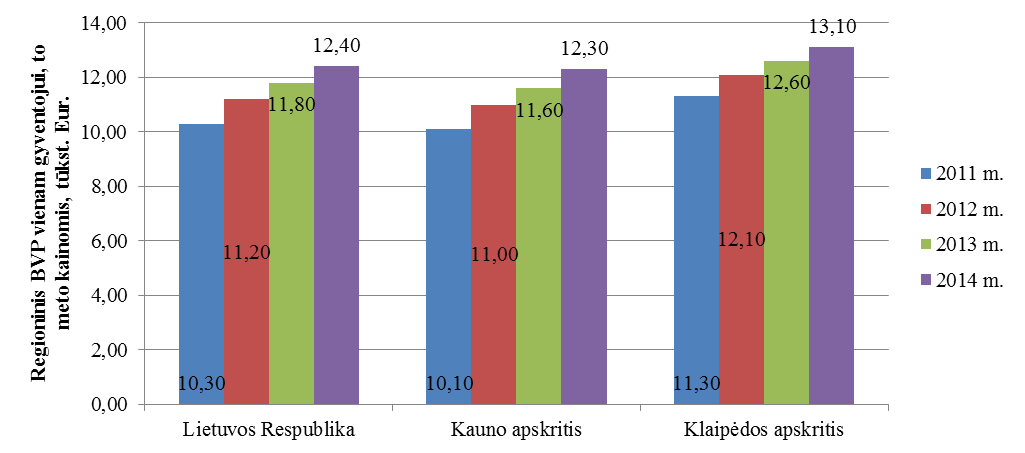 Regioninis BVP vienam gyventojui, to
meto kainomis, tūkst. Eur.
14,00
12,00
10,00
8,00
6,00
4,00
2,00
0,00
10,30
11,20
11,80
12,40
10,10
11,00
11,60
12,30
11,30
12,10
12,60
13,10
Lietuvos Respublika
Kauno apskritis
Klaipėdos apskritis
2011 m.
2012 m.
2013 m.
2014 m.